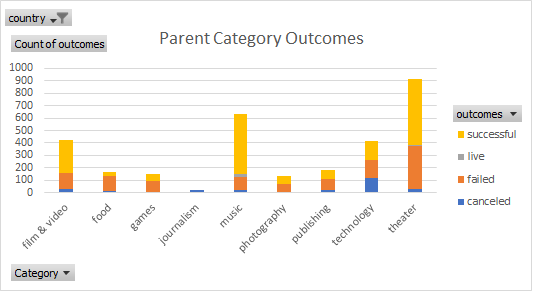 country
Count of outcomes
Parent Category Outcomes
1000
900
800
700
600
500
400
300
200
100
0
film & video
food
games
journalism
music
photography
publishing
technology
theater
outcomes
successful
live
failed
canceled
Category